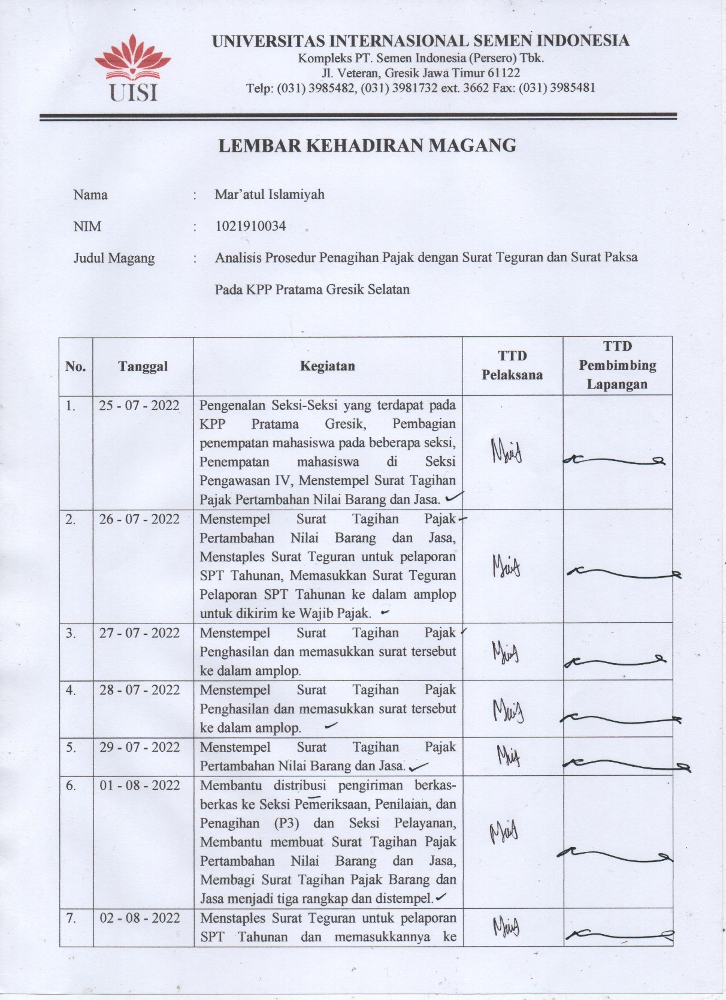 UNIVERSITAS INTERNASIONAL SEMEN INDONESIA
Kompleks PT. Semen Indonesia (Persero) Tbk.
Jl. Veteran, Gresik Jawa Timur 61122
Telp: (031) 3985482, (031) 3981732 ext. 3662 Fax: (031) 3985481
UISI
LEMBAR KEHADIRAN MAGANG
Nama : Mar’atul Islamiyah
NIM : 1021910034
Judul Magang : Analisis Prosedur Penagihan Pajak dengan Surat Teguran dan Surat Paksa
Pada KPP Pratama Gresik Selatan
No. Tanggal Kegiatan TTD Pelaksana TTD Pembimbing Lapangan
1. 25 - 07 - 2022 Pengenalan Seksi-Seksi yang terdapat pada
KPP Pratama Gresik, Pembagian
penempatan mahasiswa pada beberapa seksi,
Penempatan mahasiswa di Seksi
Pengawasan IV, Menstempel Surat Tagihan
Pajak Pertambahan Nilai Barang dan Jasa.
2. 26 - 07 - 2022 Menstempel Surat Tagihan Pajak
Pertambahan Nilai Barang dan Jasa,
Menstaples Surat Teguran untuk pelaporan
SPT Tahunan, Memasukkan Surat Teguran
Pelaporan SPT Tahunan ke dalam amplop
untuk dikirim ke Wajib Pajak.
3. 27 - 07 - 2022 Menstempel Surat Tagihan Pajak
Penghasilan dan memasukkan surat tersebut
ke dalam amplop.
4. 28 - 07 - 2022 Menstempel Surat Tagihan Pajak
Penghasilan dan memasukkan surat tersebut
ke dalam amplop.
5. 29 - 07 - 2022 Menstempel Surat Tagihan Pajak
Pertambahan Nilai Barang dan Jasa.
6. 01 - 08 - 2022 Membantu distribusi pengiriman berkas-
berkas ke Seksi Pemeriksaan, Penilaian, dan
Penagihan (P3) dan Seksi Pelayanan,
Membantu membuat Surat Tagihan Pajak
Pertambahan Nilai Barang dan Jasa,
Membagi Surat Tagihan Pajak Barang dan
Jasa menjadi tiga rangkap dan distempel.
7. 02 - 08 - 2022 Menstaples Surat Teguran untuk pelaporan
SPT Tahunan dan memasukkannya ke